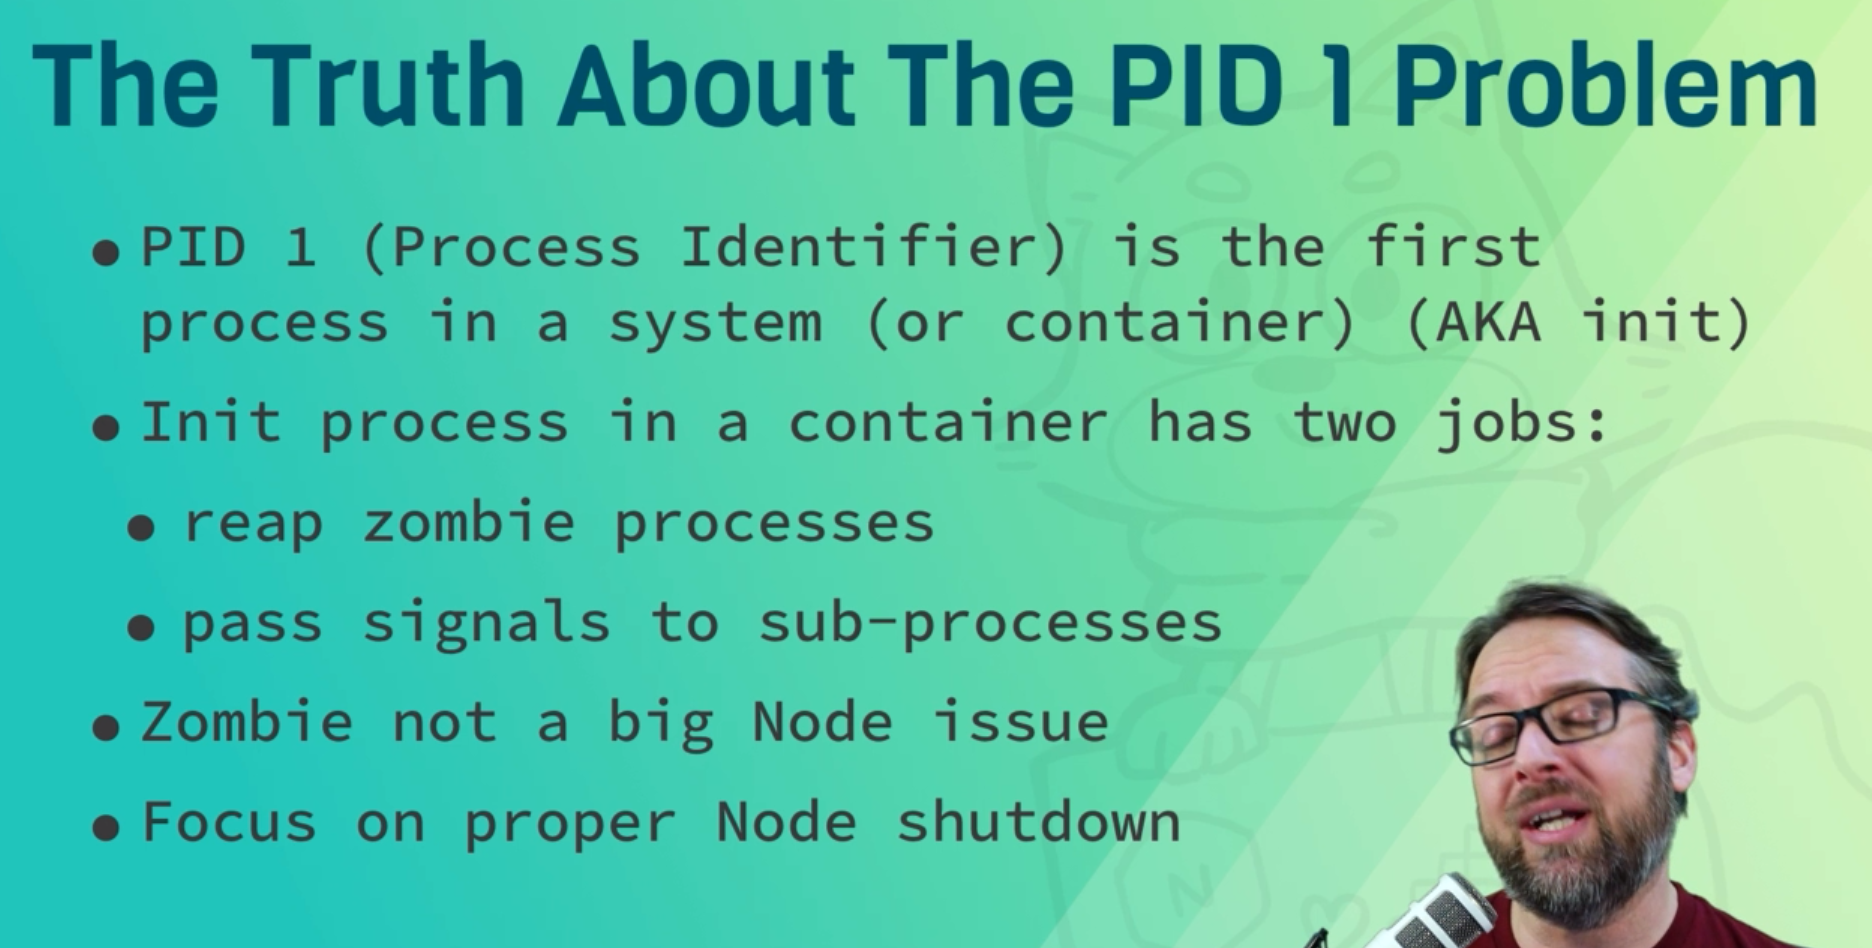 The Truth About The PID 1 Problem
• PID 1 (Process Identifier) is the first
process in a system (or container) (AKA init)
• Init process in a container has two jobs:
• reap zombie processes
• pass signals to sub-processes
• Zombie not a big Node issue
• Focus on proper Node shutdown
N